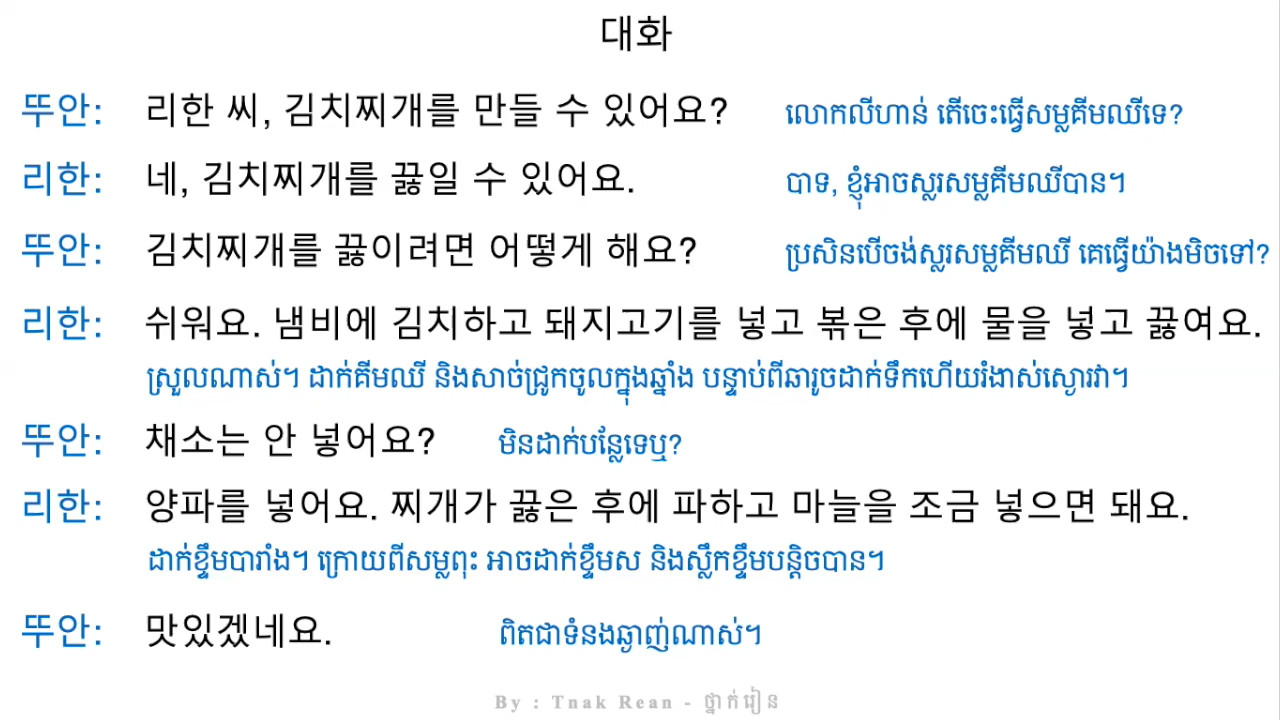 대화
뚜안: 리한 씨, 김치찌개를 만들 수 있어요? លោកលីហាន់ តើចេះធ្វើសម្លគីមឈីទេ?
리한: 네, 김치찌개를 끓일 수 있어요. បាទ, ខ្ញុំអាចស្លរសម្លគីមឈីបាន។
뚜안: 김치찌개를 끓이려면 어떻게 해요? ប្រសិនបើចង់ស្លរសម្លគីមឈី គេធ្វើយ៉ាងមិចទៅ?
리한: 쉬워요. 냄비에 김치하고 돼지고기를 넣고 볶은 후에 물을 넣고 끓여요.
ស្រួលណាស់។ ដាក់គីមឈី និងសាច់ជ្រូកចូលក្នុងឆ្នាំង បន្ទាប់ពីឆារួចដាក់ទឹកហើយរំងាស់ស្ងោរវា។
뚜안: 채소는 안 넣어요? មិនដាក់បន្លែទេឬ?
리한: 양파를 넣어요. 찌개가 끓은 후에 파하고 마늘을 조금 넣으면 돼요.
ដាក់ខ្ទឹមបារាំង។ ក្រោយពីសម្លពុះ អាចដាក់ខ្ទឹមស និងស្លឹកខ្ទឹមបន្តិចបាន។
뚜안: 맛있겠네요. ពិតជាទំនងឆ្ងាញ់ណាស់។
By : Tnak Rean - ថ្នាក់រៀន